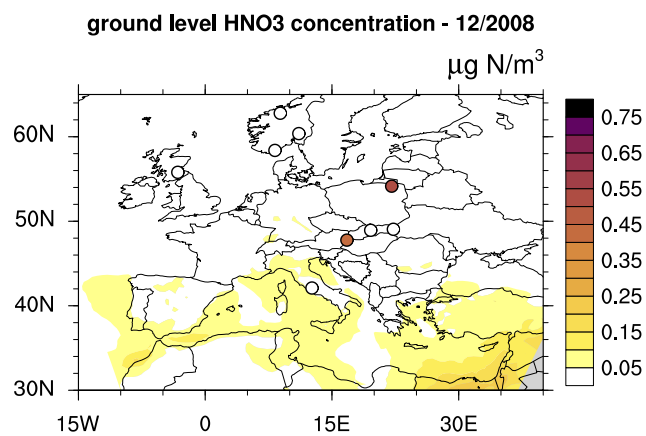 ground level HNO3 concentration - 12/2008
µg N/m³
60N
50N
40N
30N
15W 0 15E 30E
0.75
0.65
0.55
0.45
0.35
0.25
0.15
0.05